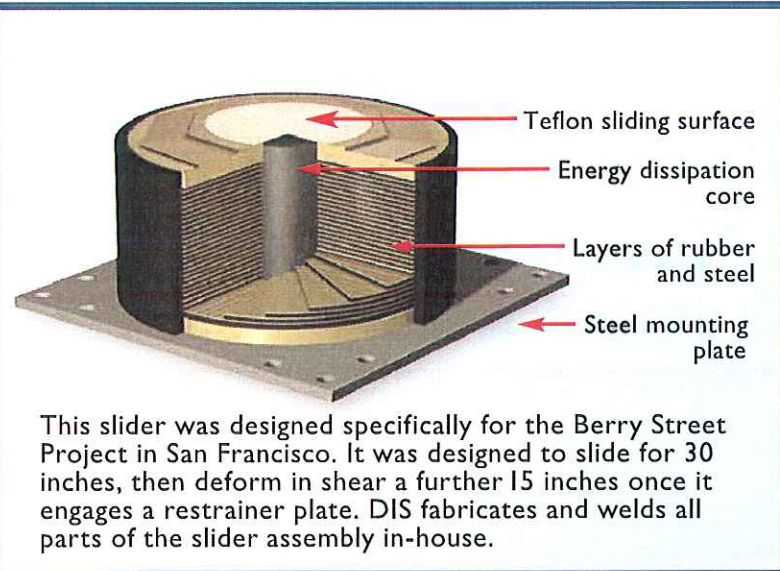 Teflon sliding surface
Energy dissipation
core
Layers of rubber
and steel
Steel mounting
plate
This slider was designed specifically for the Berry Street
Project in San Francisco. It was designed to slide for 30
inches, then deform in shear a further 15 inches once it
engages a restrainer plate. DIS fabricates and welds all
parts of the slider assembly in-house.